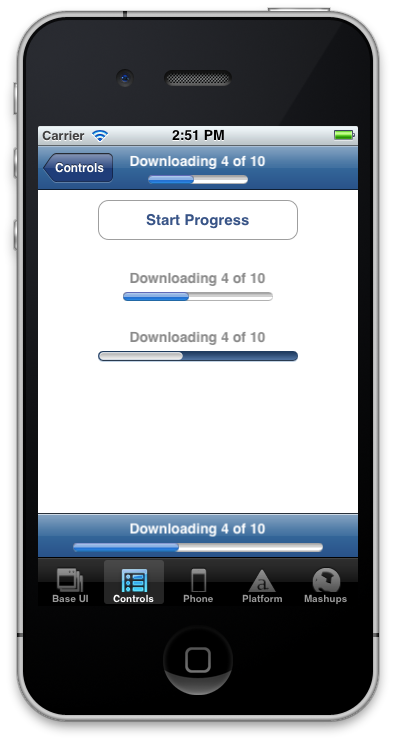 Carrier 2:51 PM
Controls Downloading 4 of 10
Start Progress
Downloading 4 of 10
Downloading 4 of 10
Downloading 4 of 10
Base UI Controls Phone Platform Mashups